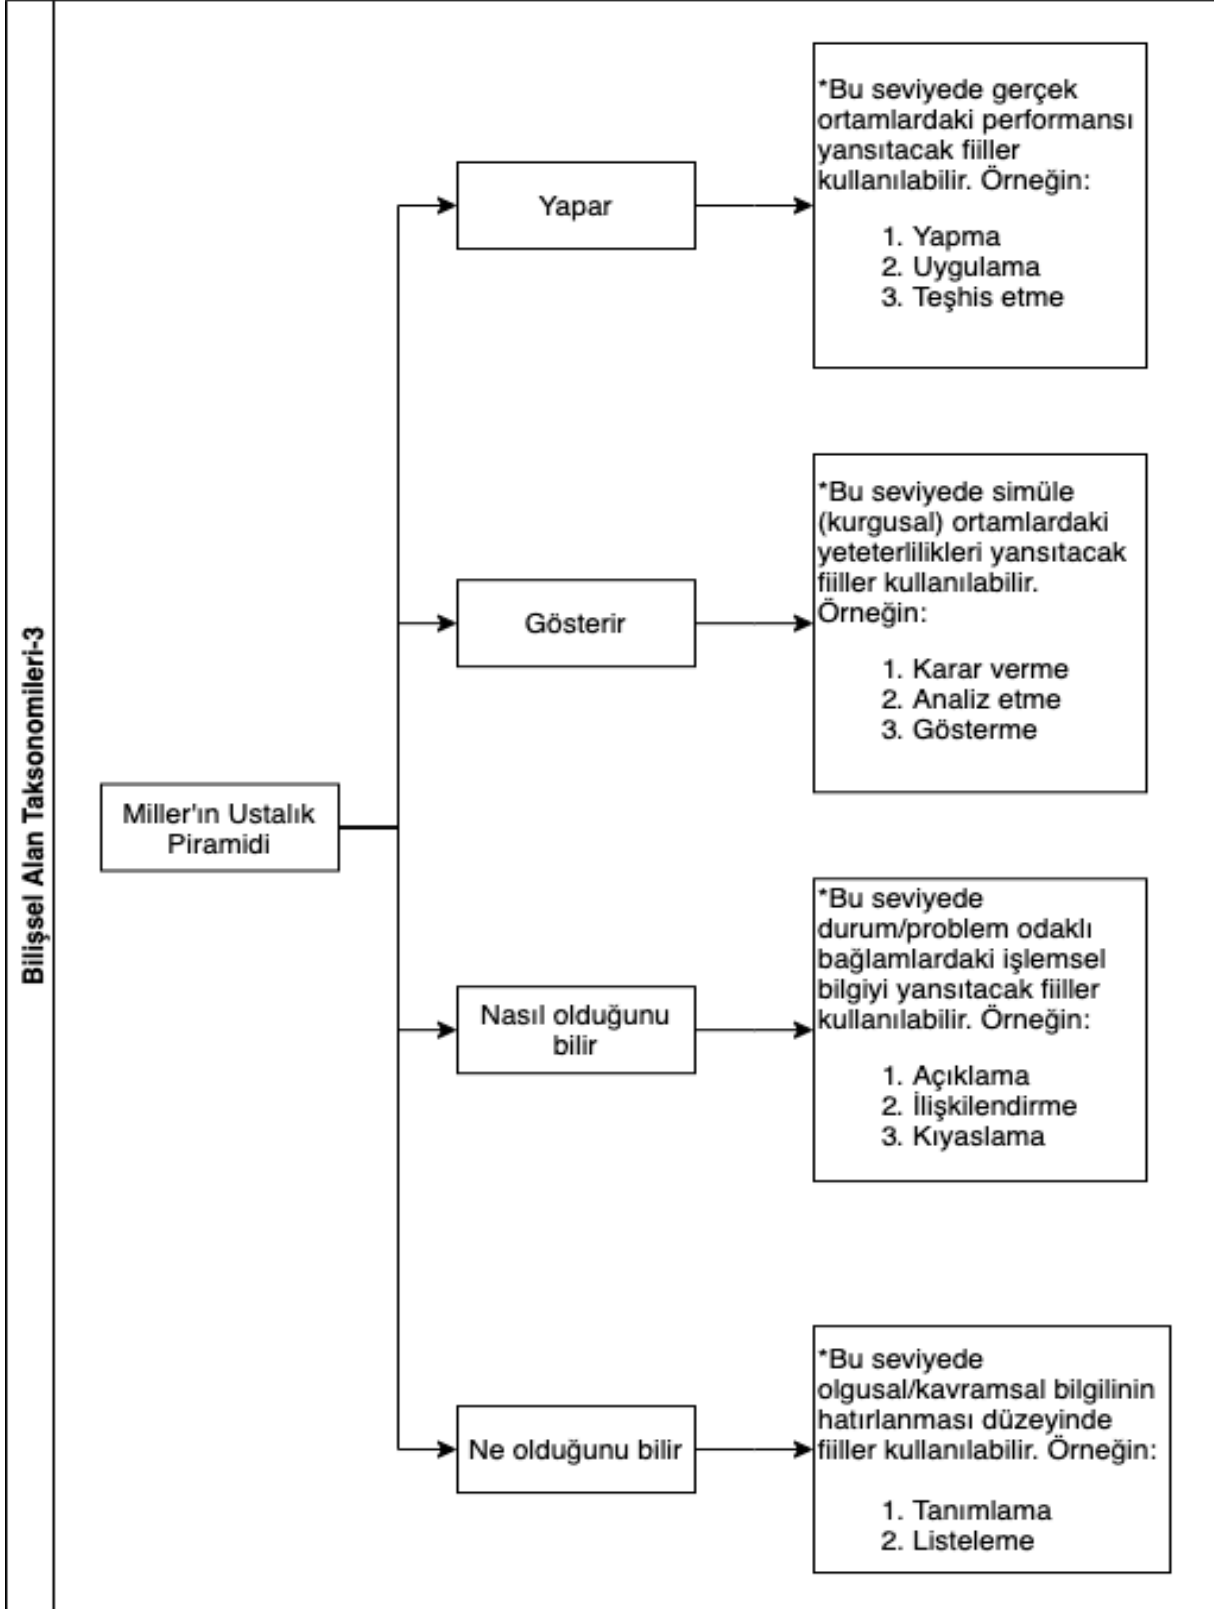 Bilişsel Alan Taksonomileri-3
Miller'ın Ustalık
Piramidi
Yapar
*Bu seviyede gerçek
ortamlardaki performansı
yansıtacak fiiller
kullanılabilir. Örneğin:
1. Yapma
2. Uygulama
3. Teşhis etme
Gösterir
*Bu seviyede simüle
(kurgusal) ortamlardaki
yeteterlilikleri yansıtacak
fiiller kullanılabilir.
Örneğin:
1. Karar verme
2. Analiz etme
3. Gösterme
Nasıl olduğunu
bilir
*Bu seviyede
durum/problem odaklı
bağlamlardaki işlemsel
bilgiyi yansıtacak fiiller
kullanılabilir. Örneğin:
1. Açıklama
2. İlişkilendirme
3. Kıyaslama
Ne olduğunu bilir
*Bu seviyede
olgusal/kavramsal bilgilinin
hatırlanması düzeyinde
fiiller kullanılabilir. Örneğin:
1. Tanımlama
2. Listeleme